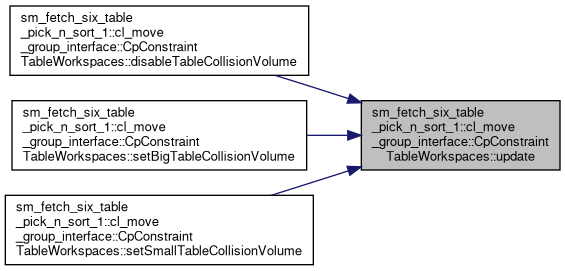 sm_fetch_six_table
_pick_n_sort_1::cl_move
_group_interface::CpConstraint
TableWorkspaces::disableTableCollisionVolume
sm_fetch_six_table
_pick_n_sort_1::cl_move
_group_interface::CpConstraint
TableWorkspaces::update
sm_fetch_six_table
_pick_n_sort_1::cl_move
_group_interface::CpConstraint
TableWorkspaces::setBigTableCollisionVolume
sm_fetch_six_table
_pick_n_sort_1::cl_move
_group_interface::CpConstraint
TableWorkspaces::setSmallTableCollisionVolume